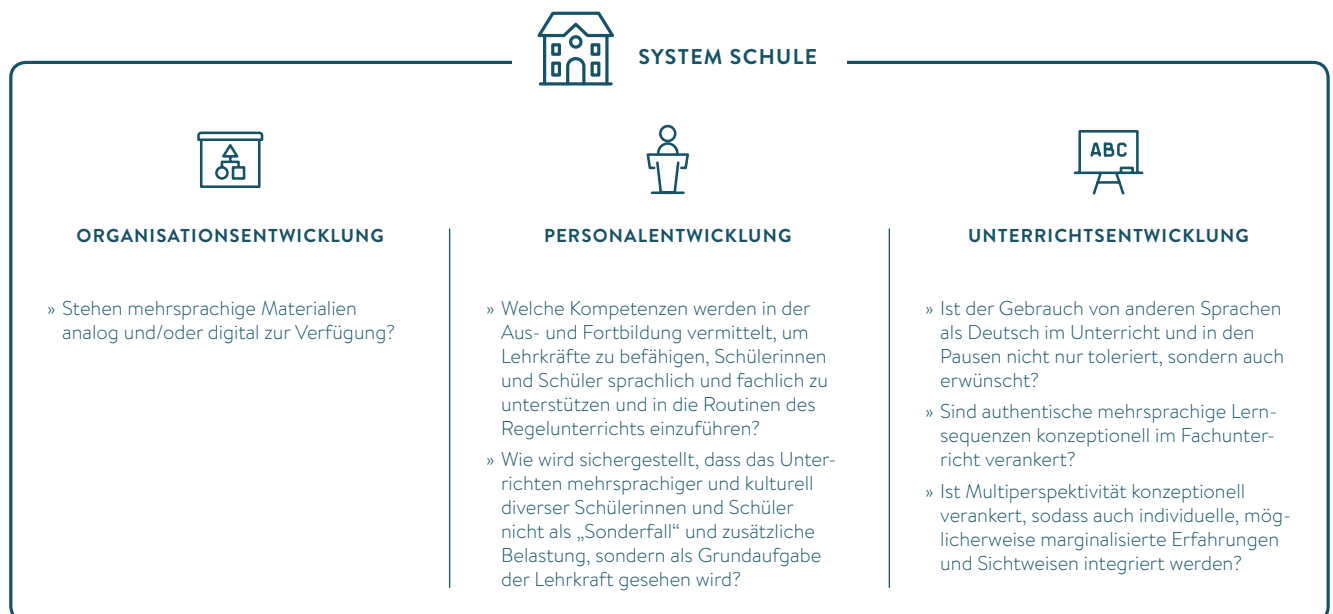 SYSTEM SCHULE
ORGANISATIONSENTWICKLUNG
» Stehen mehrsprachige Materialien
analog und/oder digital zur Verfügung?
PERSONALENTWICKLUNG
» Welche Kompetenzen werden in der
Aus- und Fortbildung vermittelt, um
Lehrkräfte zu befähigen, Schülerinnen
und Schüler sprachlich und fachlich zu
unterstützen und in die Routinen des
Regelunterrichts einzuführen?
» Wie wird sichergestellt, dass das Unter-
richten mehrsprachiger und kulturell
diverser Schülerinnen und Schüler
nicht als „Sonderfall“ und zusätzliche
Belastung, sondern als Grundaufgabe
der Lehrkraft gesehen wird?
ABC
UNTERRICHTSENTWICKLUNG
» Ist der Gebrauch von anderen Sprachen
als Deutsch im Unterricht und in den
Pausen nicht nur toleriert, sondern auch
erwünscht?
» Sind authentische mehrsprachige Lern-
sequenzen konzeptionell im Fachunter-
richt verankert?
» Ist Multiperspektivität konzeptionell
verankert, sodass auch individuelle, mög-
licherweise marginalisierte Erfahrungen
und Sichtweisen integriert werden?